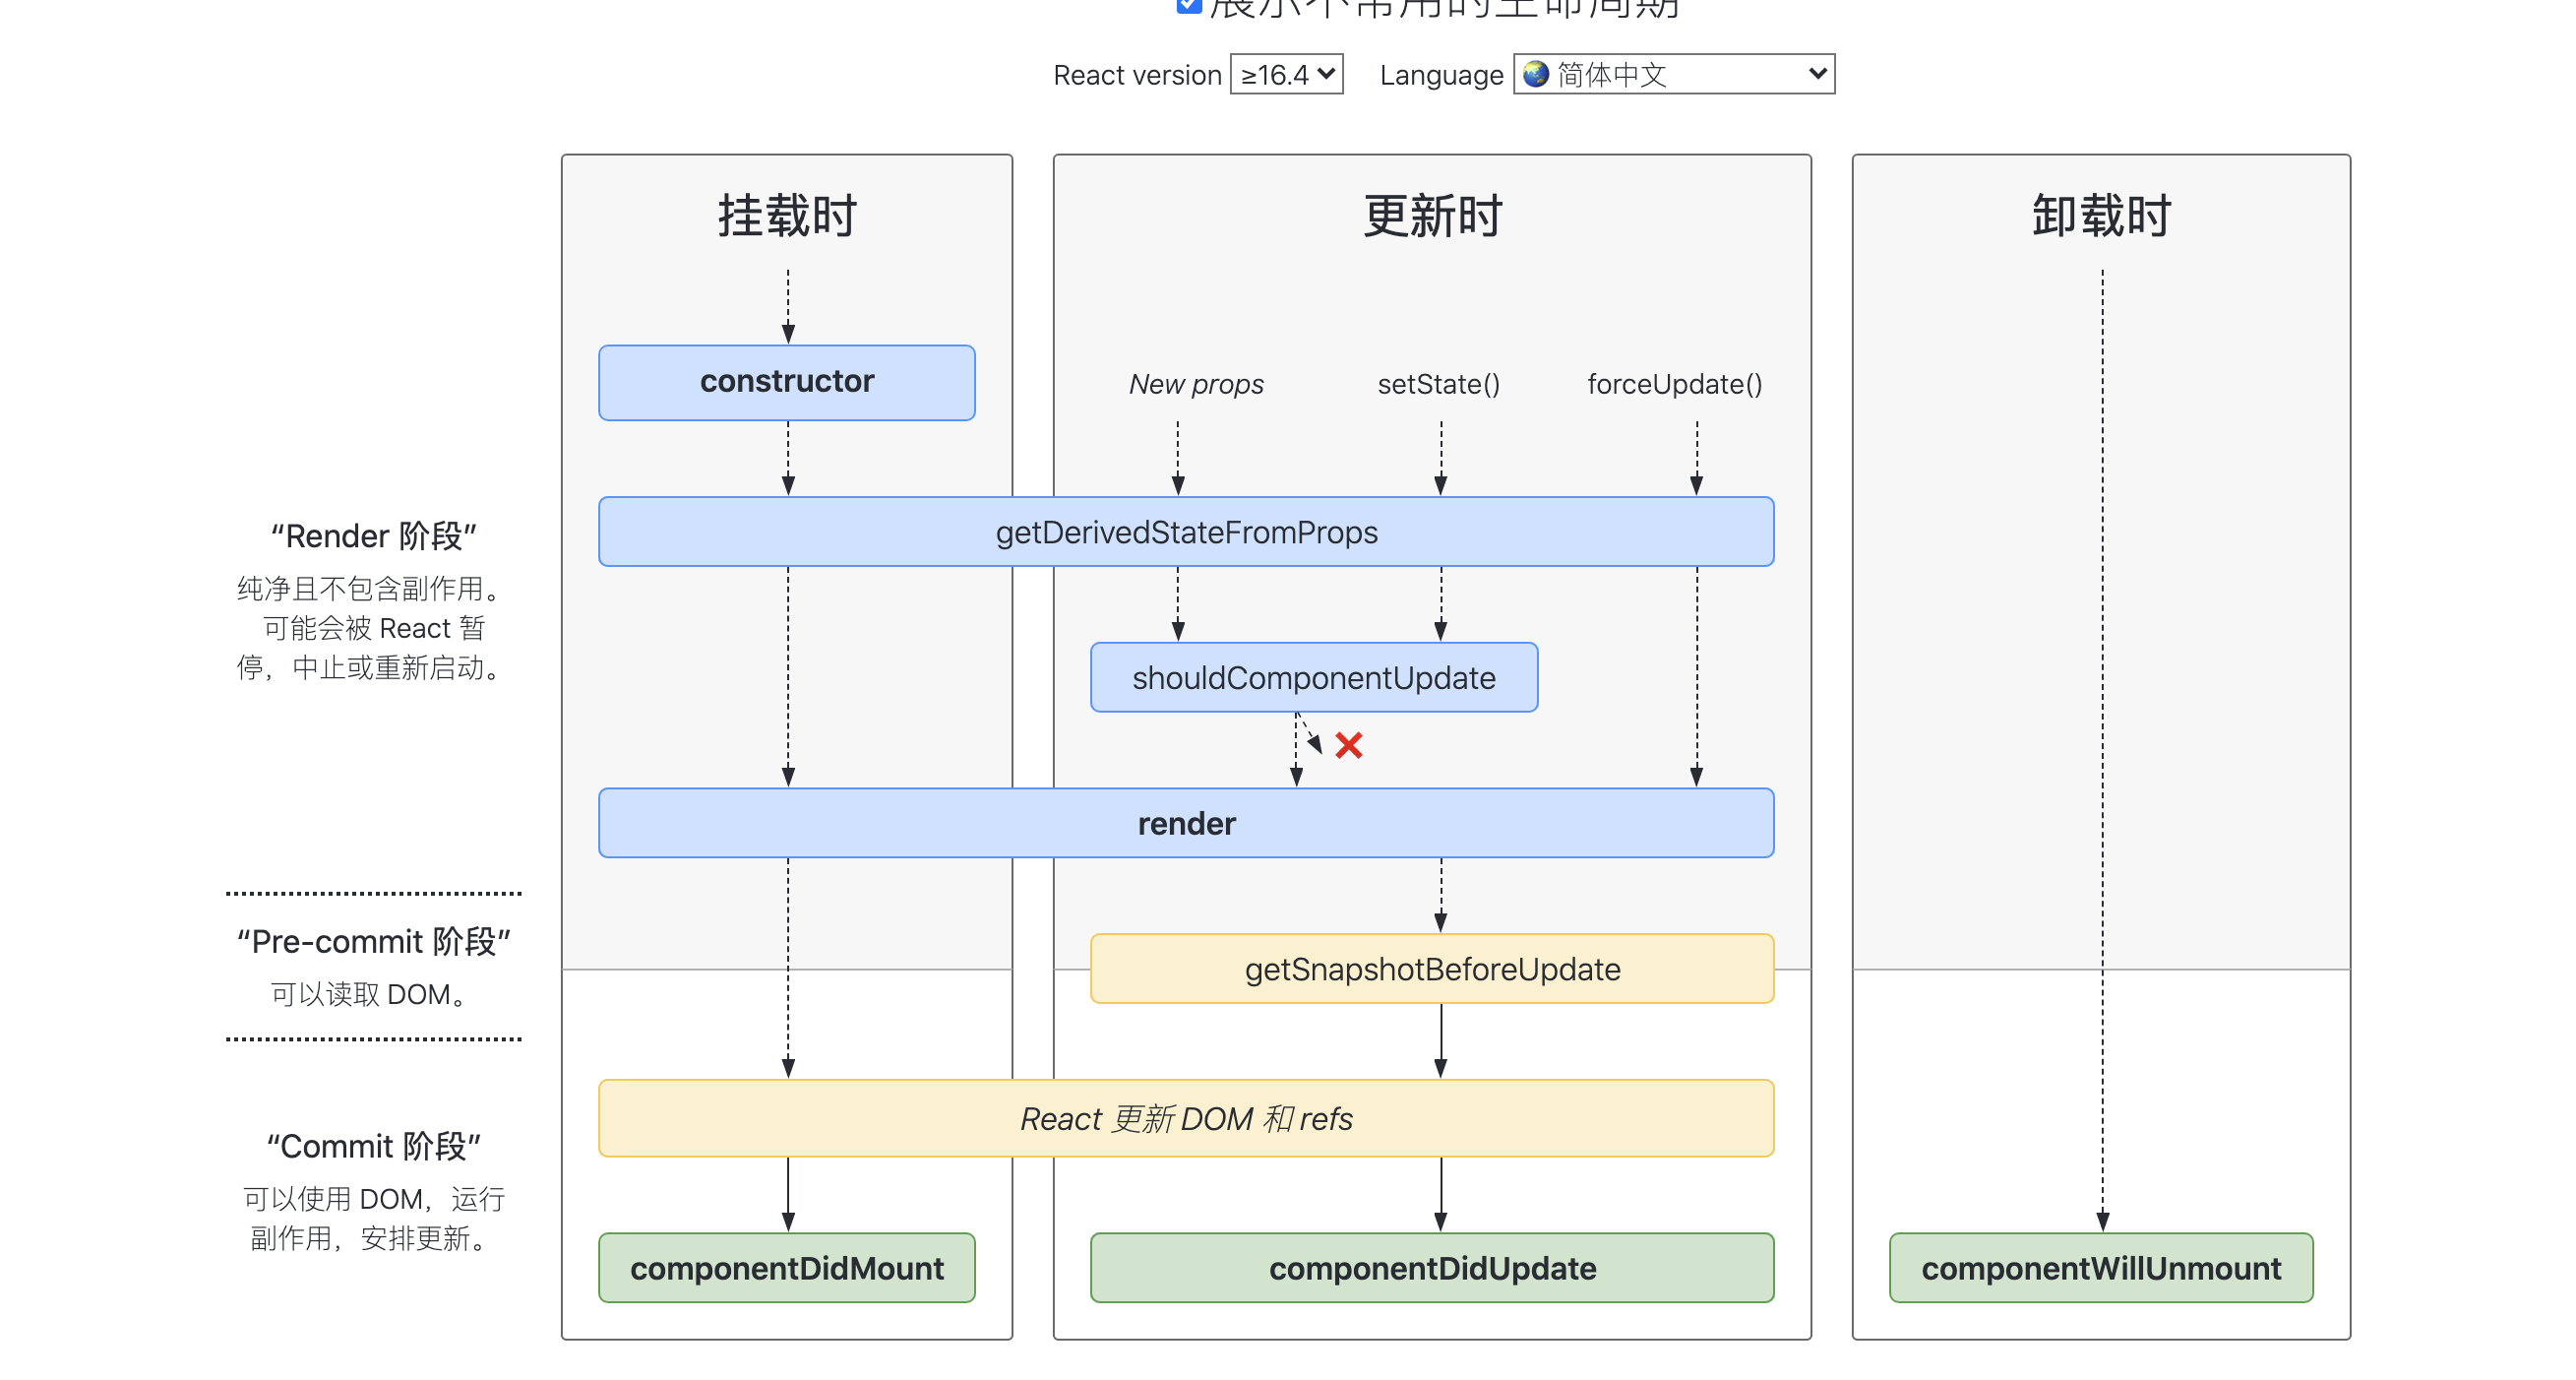 展示不常用的生命周期
React version ≥16.4 Language 简体中文
挂载时
更新时
卸载时
constructor
New props
setState()
forceUpdate()
getDerivedStateFromProps
“Render 阶段”
纯净且不包含副作用。
可能会被 React 暂
停，中止或重新启动。
shouldComponentUpdate
render
“Pre-commit 阶段”
可以读取 DOM。
getSnapshotBeforeUpdate
React 更新 DOM 和 refs
“Commit 阶段”
可以使用 DOM，运行
副作用，安排更新。
componentDidMount
componentDidUpdate
componentWillUnmount